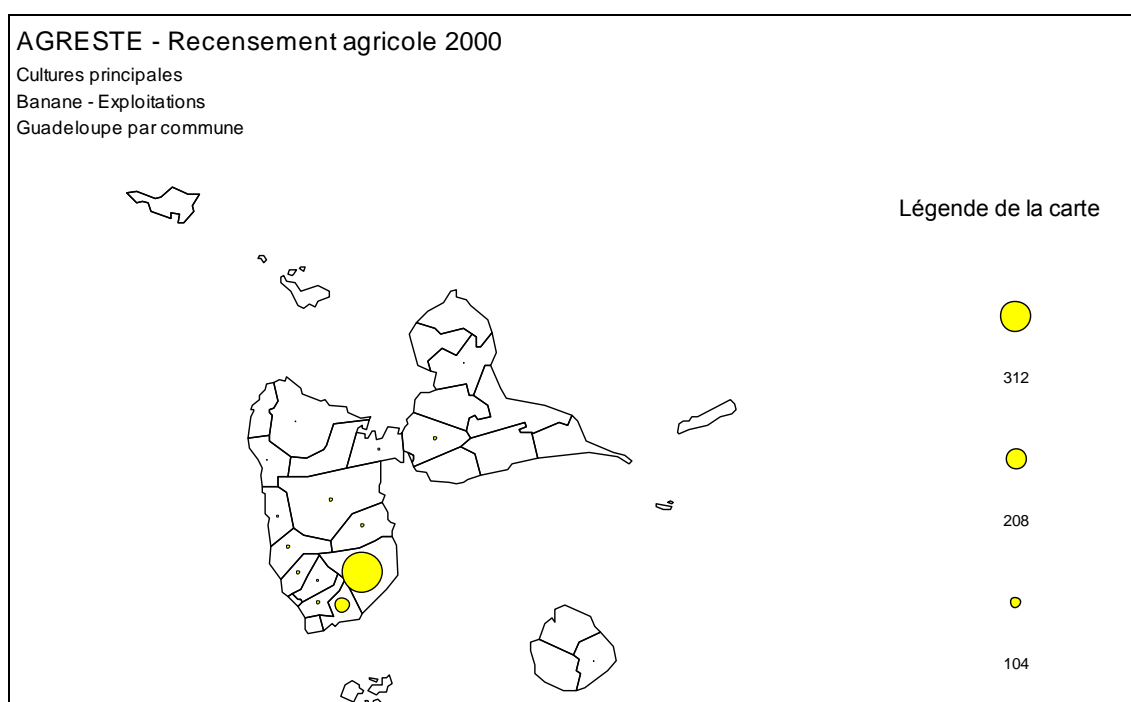 AGRESTE - Recensement agricole 2000
Cultures principales
Banane - Exploitations
Guadeloupe par commune
Légende de la carte
312
208
104